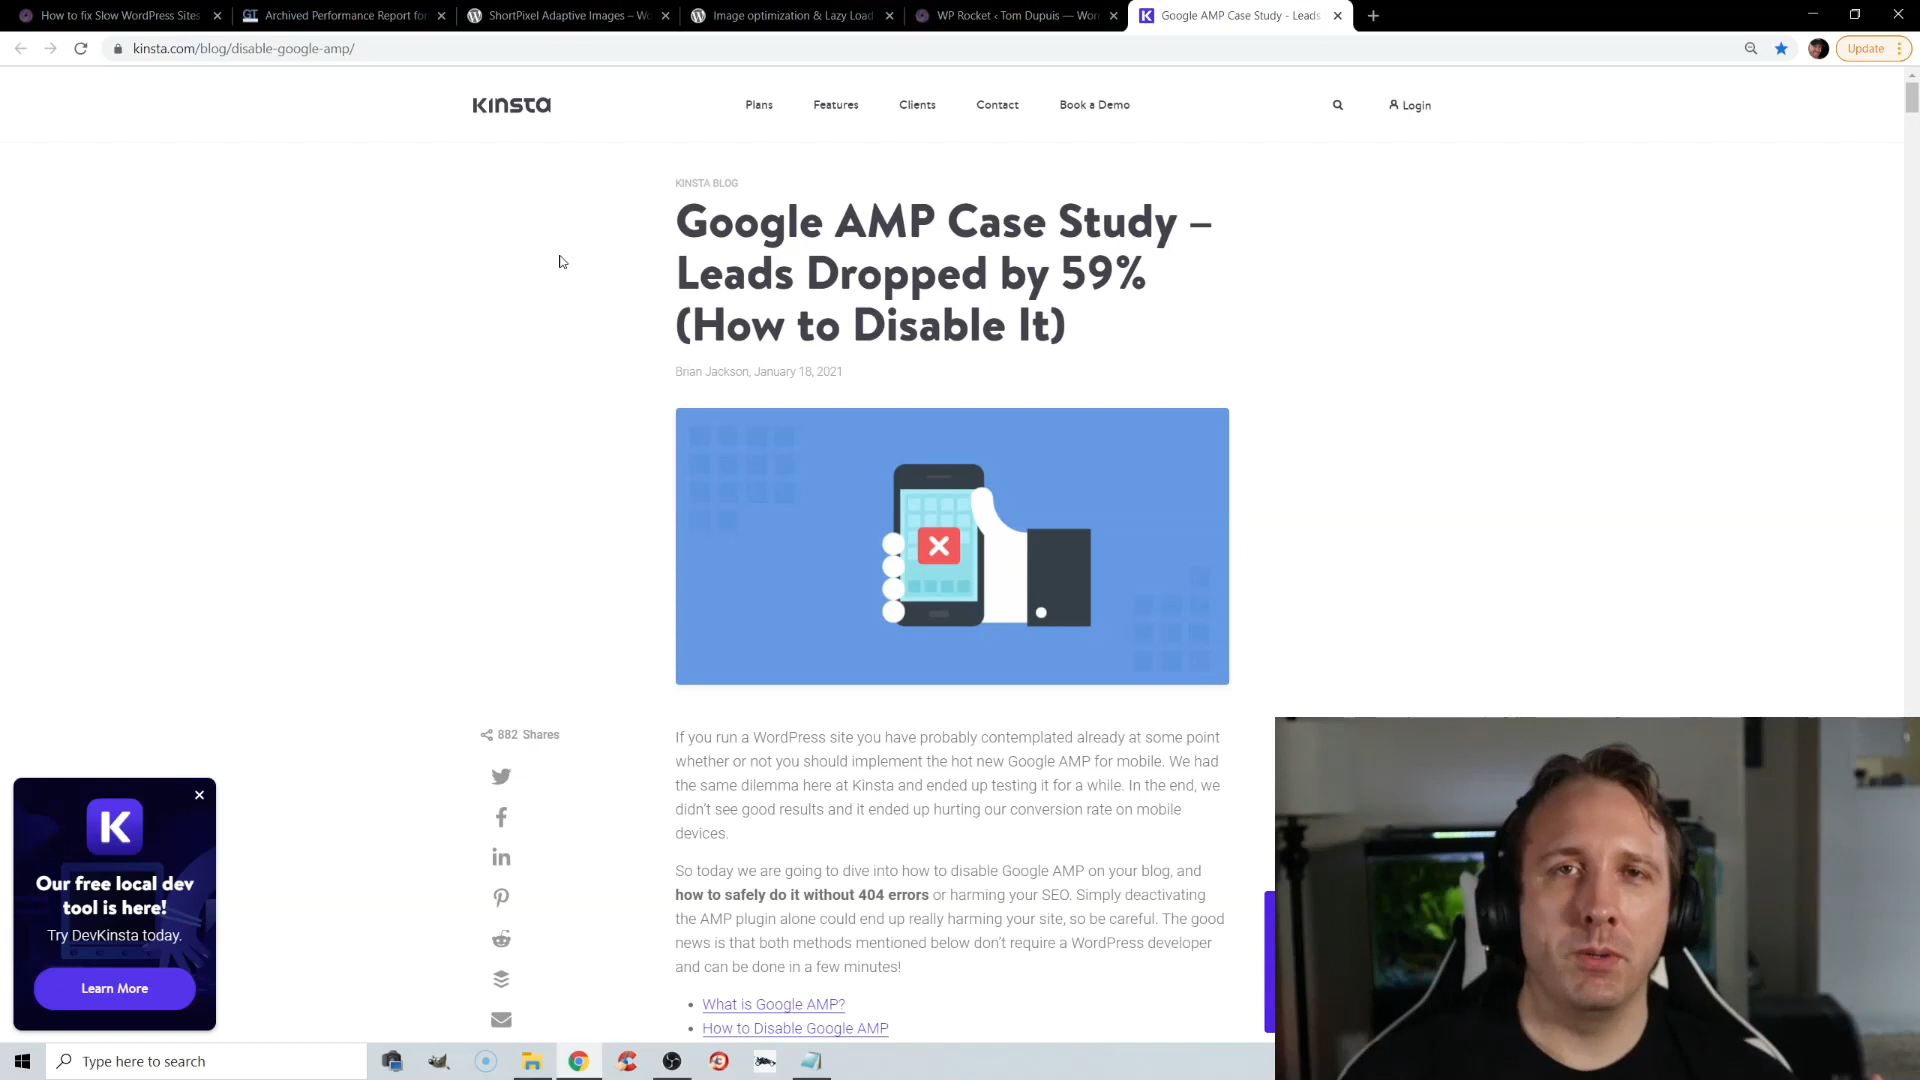 How to fix Slow WordPress Sites
Archived Performance Report for
ShortPixel Adaptive Images – Wo
Image optimization & Lazy Load
WP Rocket ‹ Tom Dupuis — Wor
Google AMP Case Study - Leads
kinsta.com/blog/disable-google-amp/
Update
KINSTA
Plans
Features
Clients
Contact
Book a Demo
Login
KINSTA BLOG
Google AMP Case Study –
Leads Dropped by 59%
(How to Disable It)
Brian Jackson, January 18, 2021
882 Shares
If you run a WordPress site you have probably contemplated already at some point
whether or not you should implement the hot new Google AMP for mobile. We had
the same dilemma here at Kinsta and ended up testing it for a while. In the end, we
didn't see good results and it ended up hurting our conversion rate on mobile
devices.
So today we are going to dive into how to disable Google AMP on your blog, and
how to safely do it without 404 errors or harming your SEO. Simply deactivating
the AMP plugin alone could end up really harming your site, so be careful. The good
news is that both methods mentioned below don't require a WordPress developer
and can be done in a few minutes!
• What is Google AMP?
• How to Disable Google AMP
K
Our free local dev
tool is here!
Try DevKinsta today.
Learn More
Type here to search